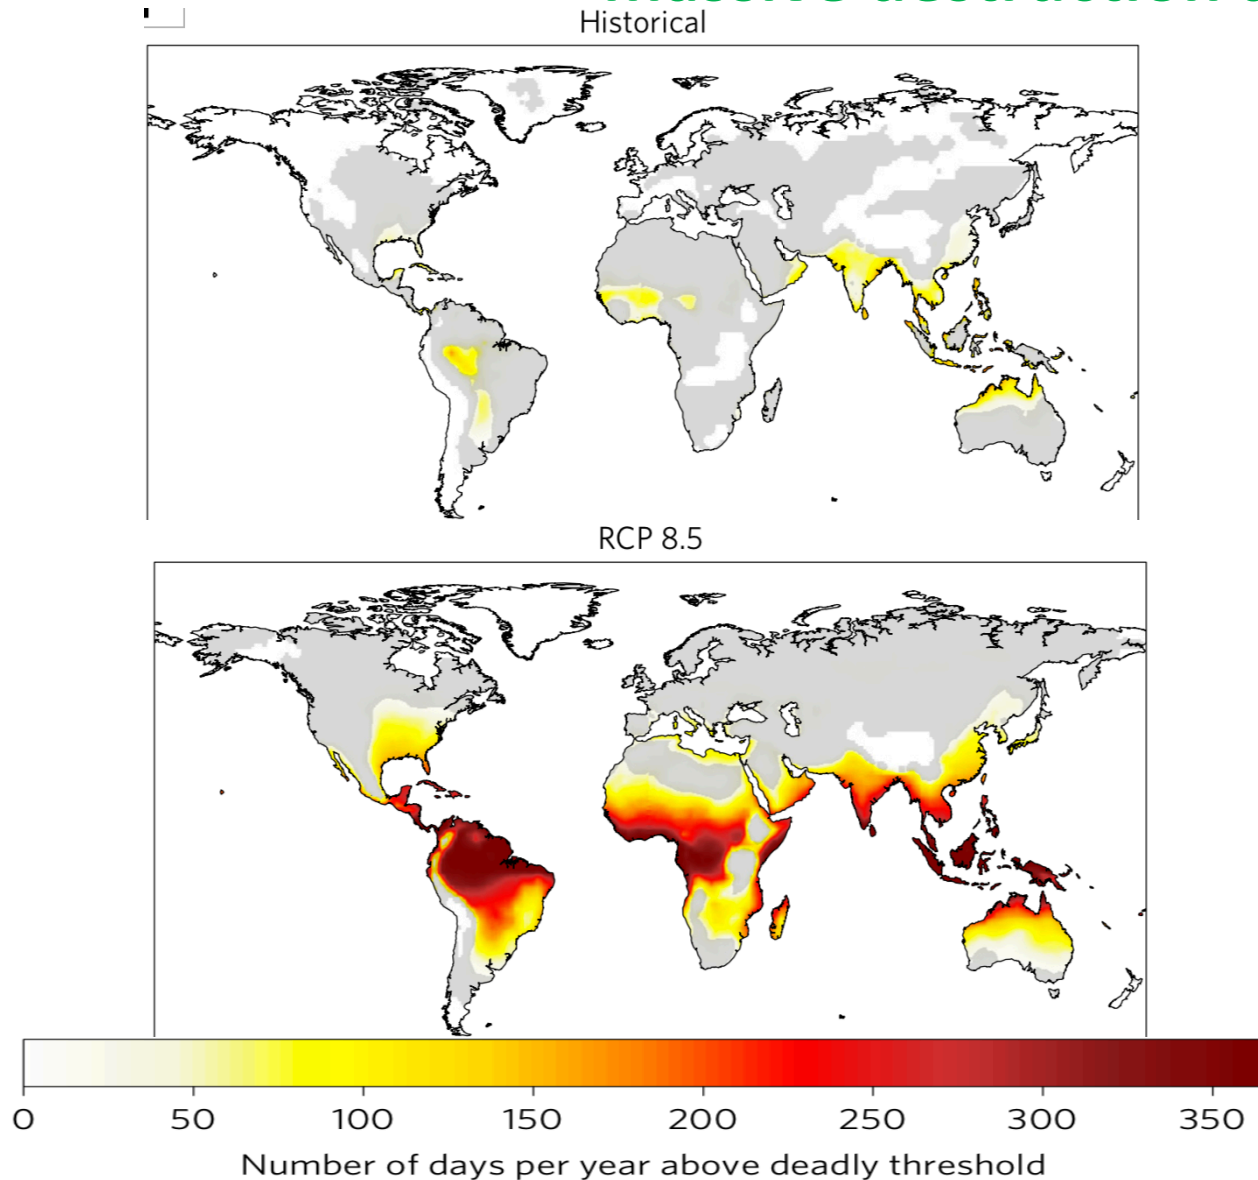 Historical
RCP 8.5
0 50 100 150 200 250 300 350
Number of days per year above deadly threshold